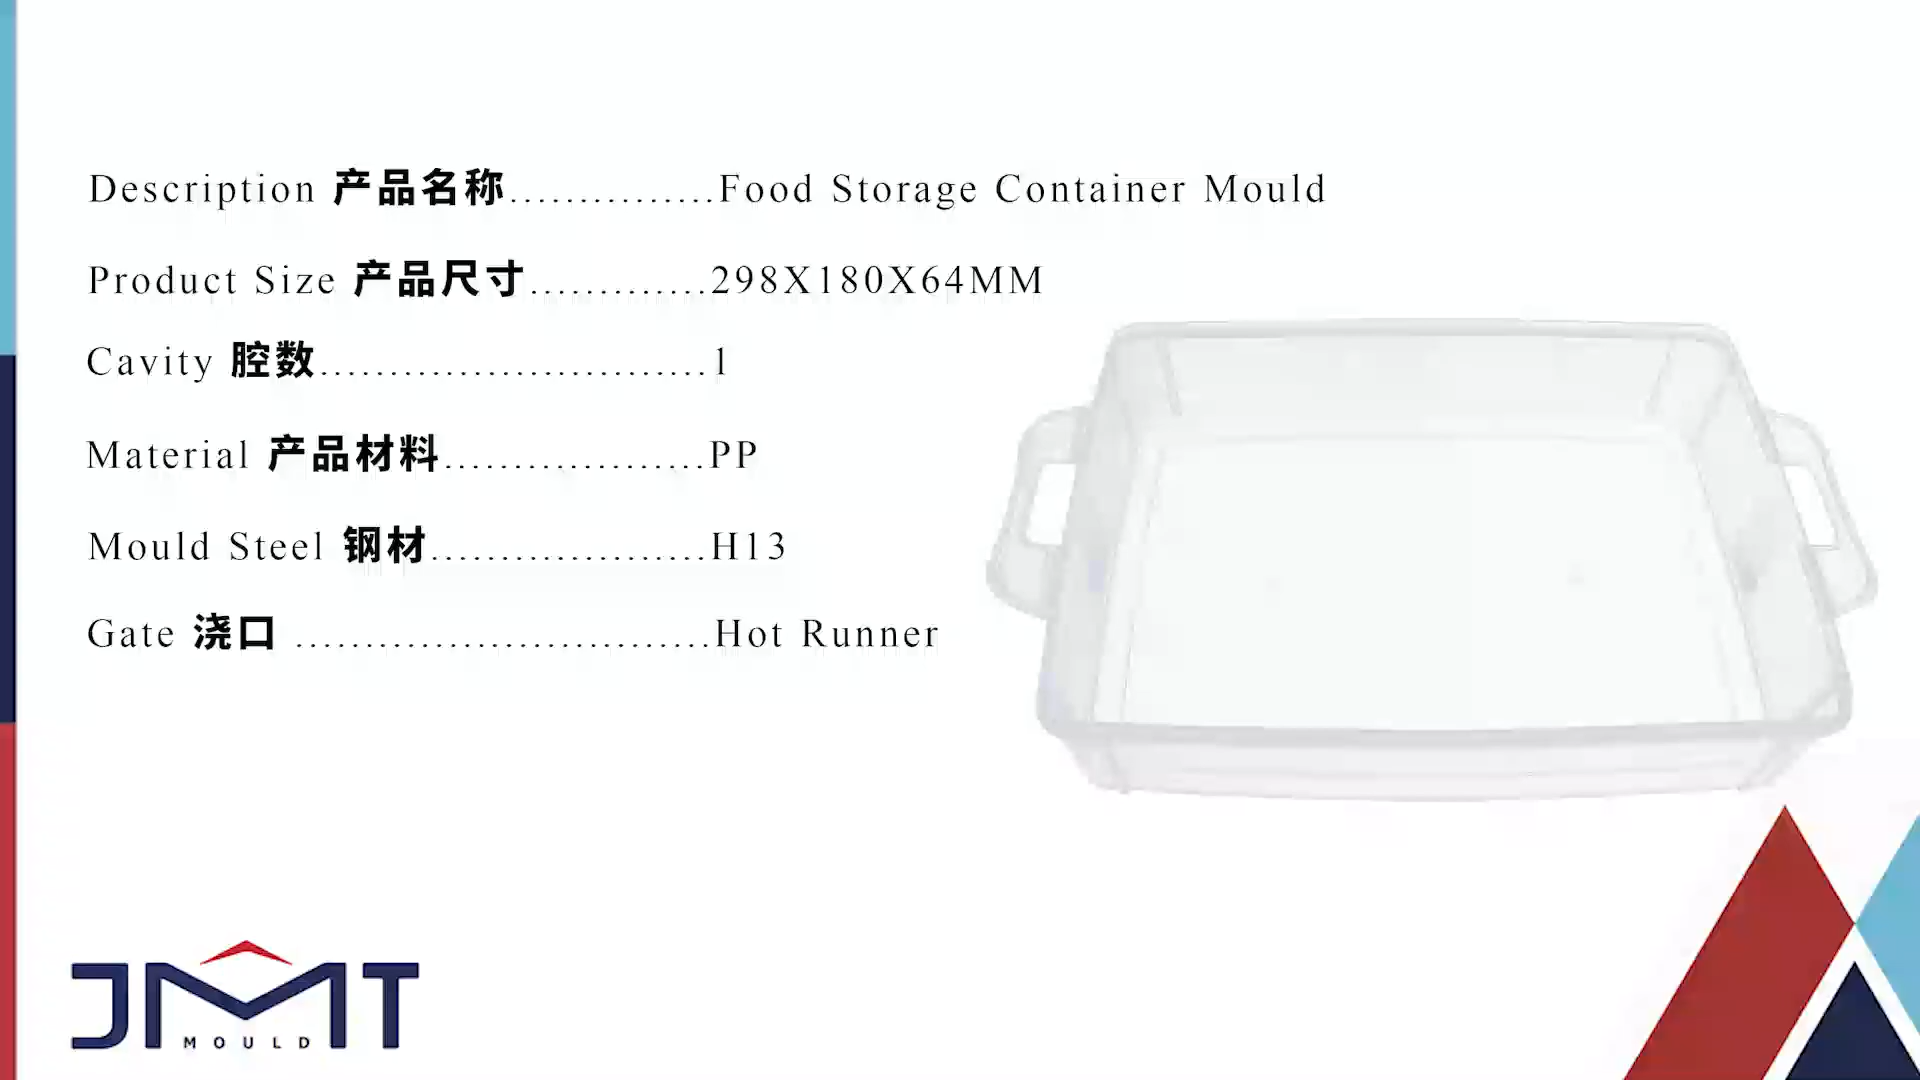 Description 产品名称...............Food Storage Container Mould
Product Size 产品尺寸.............298X180X64MM
Cavity 腔数............................1
Material 产品材料...................PP
Mould Steel 钢材....................H13
Gate 浇口 ..............................Hot Runner
JMT
MOULD